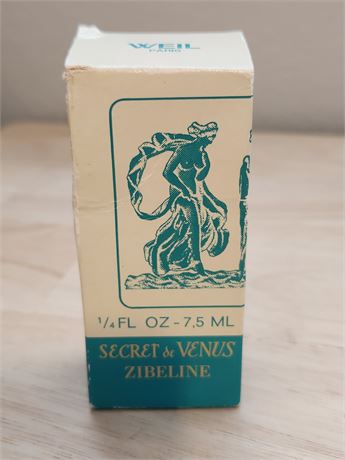 WEIL
PARIS
1/4 FL OZ - 7,5 ML
SECRET de VENUS
ZIBELINE